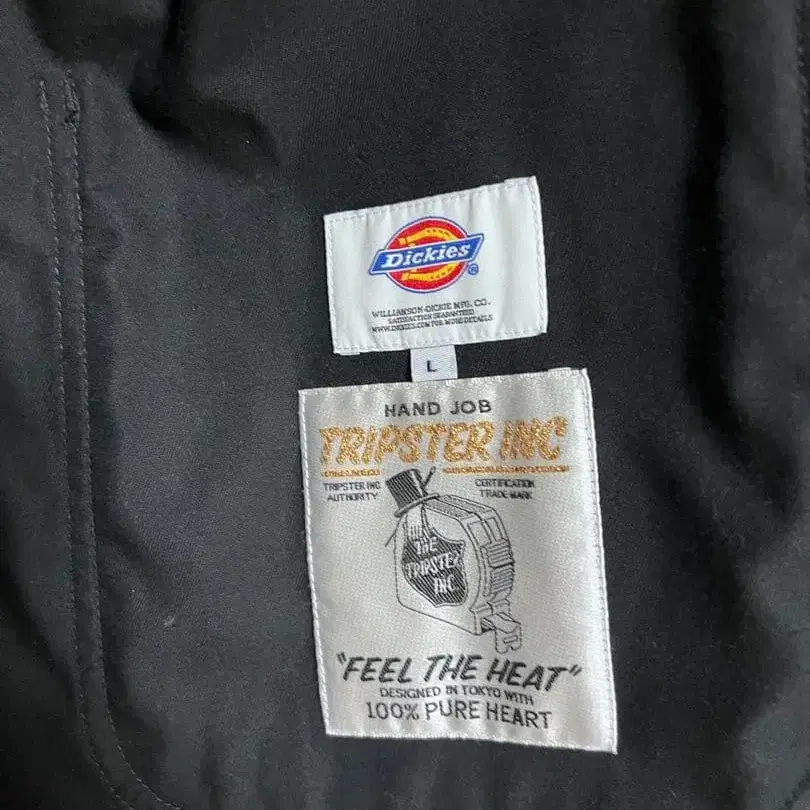 Dickies
®
WILLIAMSON-DICKIE MFG. CO.
SATISFACTION GUARANTEED
WWW.DICKIES.COM FOR MORE DETAILS
L
HAND JOB
TRIPSTER INC
TRIPSTER INC
AUTHORITY
CERTIFICATION
TRADE-MARK
THE
TRIPSTER
INC
"FEEL THE HEAT"
DESIGNED IN TOKYO WITH
100% PURE HEART